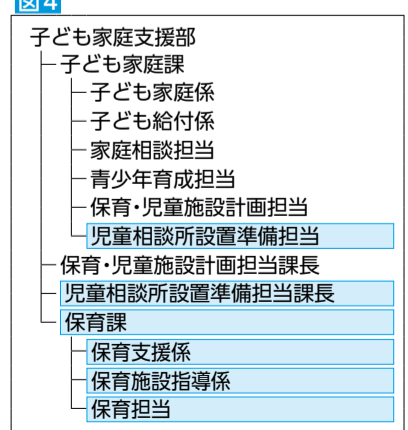 図4
子ども家庭支援部
子ども家庭課
子ども家庭係
子ども給付係
家庭相談担当
青少年育成担当
保育・児童施設計画担当
児童相談所設置準備担当
保育・児童施設計画担当課長
児童相談所設置準備担当課長
保育課
保育支援係
保育施設指導係
保育担当